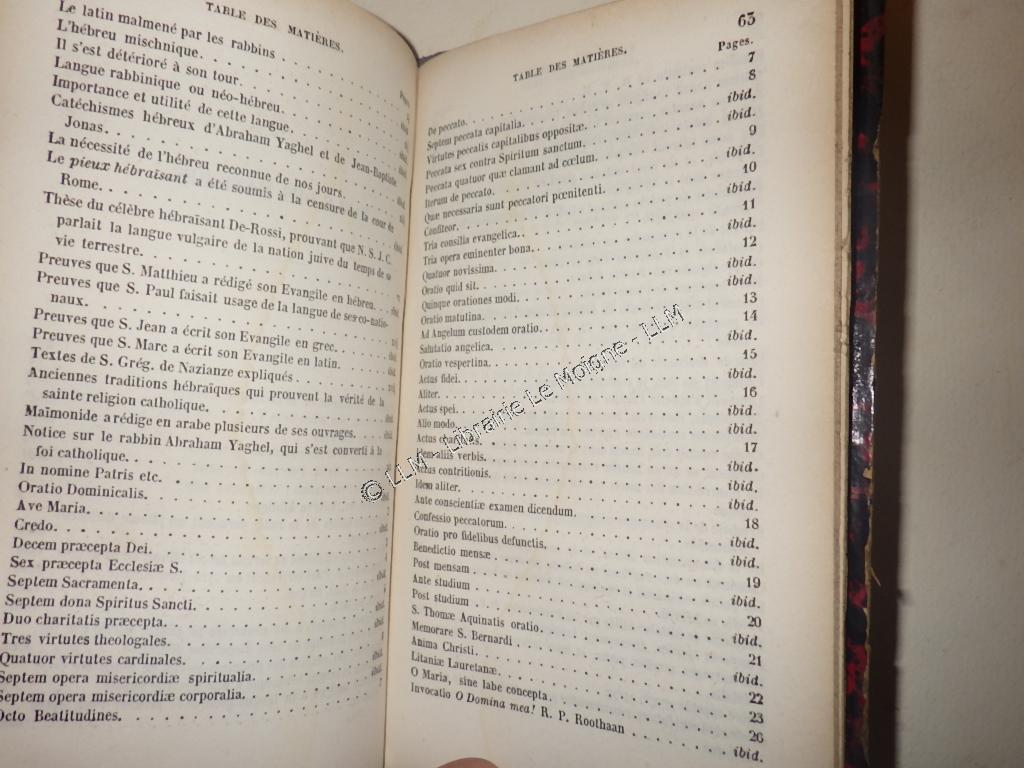 TABLE DES MATIÈRES.
Le latin malmené par les rabbins
L'hébreu mischnique.
Il s'est détérioré à son tour.
Langue rabbinique ou néo-hébreu.
Importance et utilité de cette langue.
Catéchismes hébreux d'Abraham Yaghel et de Jean-Baptiste
Jonas.
La nécessité de l'hébreu reconnue de nos jours.
Le pieux hébraïsant a été soumis à la censure de la cour de
Rome.
Thèse du célèbre hébraïsant De-Rossi, prouvant que N. S. J. C.
parlait la langue vulgaire de la nation juive du temps de sa
vie terrestre.
Preuves que S. Matthieu a rédigé son Evangile en hébreu.
Preuves que S. Paul faisait usage de la langue de ses co-natio-
naux.
Preuves que S. Jean a écrit son Evangile en grec.
Preuves que S. Marc a écrit son Evangile en latin.
Textes de S. Grég. de Nazianze expliqués
Anciennes traditions hébraïques qui prouvent la vérité de la
sainte religion catholique.
Maïmonide a rédigé en arabe plusieurs de ses ouvrages.
Notice sur le rabbin Abraham Yaghel, qui s'est converti à la
foi catholique.
In nomine Patris etc.
Oratio Dominicalis.
Ave Maria.
Credo.
Decem præcepta Dei.
Sex præcepta Ecclesiæ S.
Septem Sacramenta.
Septem dona Spiritus Sancti.
Duo charitatis præcepta.
Tres virtutes theologales.
Quatuor virtutes cardinales.
Septem opera misericordiæ spiritualia.
Septem opera misericordiæ corporalia.
Octo Beatitudines.
TABLE DES MATIÈRES. 63
Pages.
De peccato. 7
Septem peccata capitalia. 8
Virtutes peccatis capitalibus oppositæ. ibid.
Peccata sex contra Spiritum sanctum. ibid.
Peccata quatuor quæ clamant ad cœlum. 9
Iterum de peccato. ibid.
Quæ necessaria sunt peccatori pœnitenti. 10
Confiteor. ibid.
Tria consilia evangelica. 11
Tria opera eminenter bona. ibid.
Quatuor novissima. 12
Oratio quid sit. ibid.
Quinque orationes modi. ibid.
Oratio matutina. 13
Ad Angelum custodem oratio. 14
Salutatio angelica. ibid.
Oratio vespertina. 15
Actus fidei. ibid.
Aliter. 16
Actus spei. ibid.
Alio modo. ibid.
Actus 17
aliis verbis. ibid.
Actus contritionis. ibid.
Idem aliter. ibid.
Ante conscientiæ examen dicendum. 18
Confessio peccatorum. ibid.
Oratio pro fidelibus defunctis. ibid.
Benedictio mensæ 19
Post mensam ibid.
Ante studium 20
Post studium ibid.
S. Thomæ Aquinatis oratio. 21
Memorare S. Bernardi ibid.
Anima Christi. 22
Litaniæ Lauretanæ. 23
O Maria, sine labe concepta. 26
Invocatio O Domina mea! R. P. Roothaan ibid.
© LLM - Librairie Le Moigne - LLM